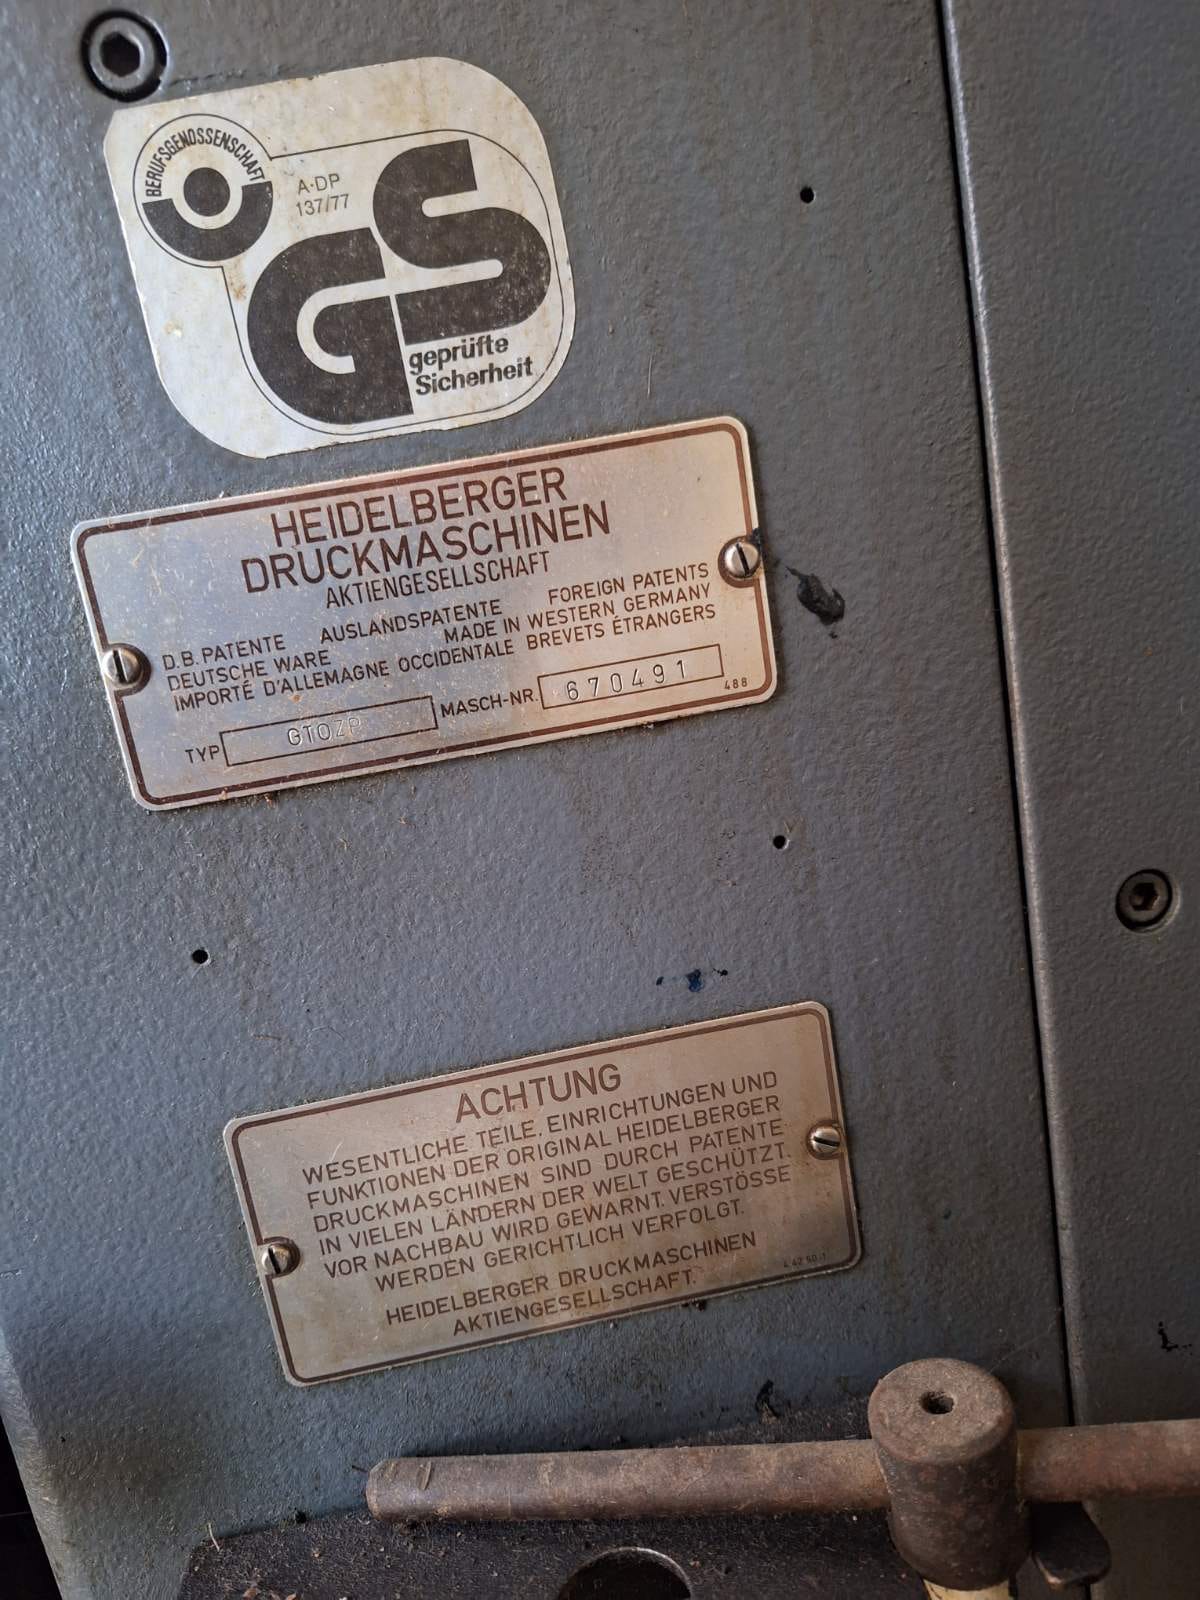 BERUFSGENOSSENSCHAFT
A-DP
137/77
GS
geprüfte
Sicherheit
HEIDELBERGER
DRUCKMASCHINEN
AKTIENGESELLSCHAFT
D.B. PATENTE AUSLANDSPATENTE FOREIGN PATENTS
DEUTSCHE WARE MADE IN WESTERN GERMANY
IMPORTÉ D'ALLEMAGNE OCCIDENTALE BREVETS ÉTRANGERS
TYP GTOZP MASCH-NR. 670491 488
ACHTUNG
WESENTLICHE TEILE, EINRICHTUNGEN UND
FUNKTIONEN DER ORIGINAL HEIDELBERGER
DRUCKMASCHINEN SIND DURCH PATENTE
IN VIELEN LÄNDERN DER WELT GESCHÜTZT.
VOR NACHBAU WIRD GEWARNT. VERSTÖSSE
WERDEN GERICHTLICH VERFOLGT.
HEIDELBERGER DRUCKMASCHINEN
AKTIENGESELLSCHAFT.